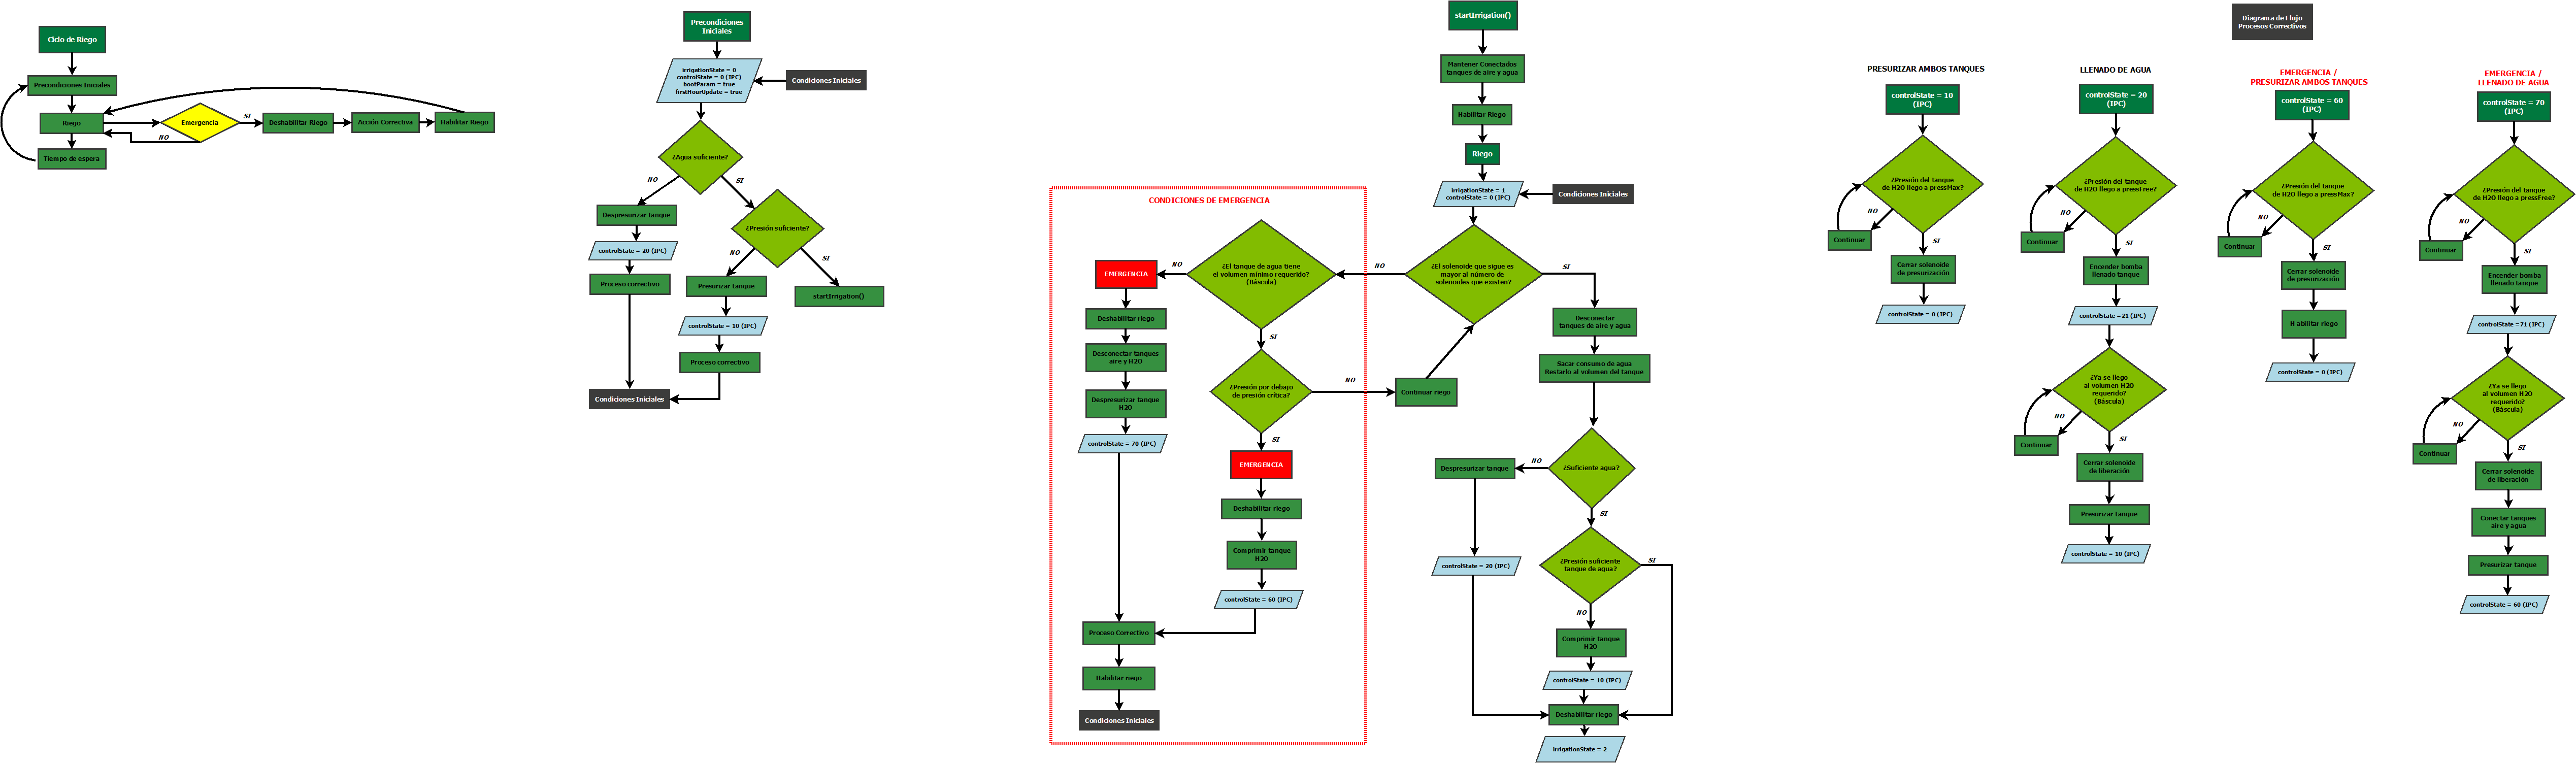 Ciclo de Riego
Precondiciones Iniciales
Riego
Emergencia
SI
NO
Deshabilitar Riego
Acción Correctiva
Habilitar Riego
Tiempo de espera
Precondiciones
Iniciales
irrigationState = 0
controlState = 0 (IPC)
bootParam = true
firstHourUpdate = true
Condiciones Iniciales
¿Agua suficiente?
NO
SI
Despresurizar tanque
controlState = 20 (IPC)
Proceso correctivo
¿Presión suficiente?
NO
SI
Presurizar tanque
startIrrigation()
controlState = 10 (IPC)
Proceso correctivo
Condiciones Iniciales
startIrrigation()
Mantener Conectados
tanques de aire y agua
Habilitar Riego
Riego
irrigationState = 1
controlState = 0 (IPC)
Condiciones Iniciales
¿El solenoide que sigue es
mayor al número de
solenoides que existen?
NO
SI
CONDICIONES DE EMERGENCIA
¿El tanque de agua tiene
el volumen mínimo requerido?
(Báscula)
NO
SI
EMERGENCIA
Deshabilitar riego
Desconectar tanques
aire y H2O
Despresurizar tanque
H2O
controlState = 70 (IPC)
¿Presión por debajo
de presión crítica?
NO
SI
Continuar riego
EMERGENCIA
Deshabilitar riego
Comprimir tanque
H2O
controlState = 60 (IPC)
Proceso Correctivo
Habilitar riego
Condiciones Iniciales
Desconectar
tanques de aire y agua
Sacar consumo de agua
Restarlo al volumen del tanque
¿Suficiente agua?
NO
SI
Despresurizar tanque
controlState = 20 (IPC)
¿Presión suficiente
tanque de agua?
SI
NO
Comprimir tanque
H2O
controlState = 10 (IPC)
Deshabilitar riego
irrigationState = 2
Diagrama de Flujo
Procesos Correctivos
PRESURIZAR AMBOS TANQUES
controlState = 10
(IPC)
¿Presión del tanque
de H2O llego a pressMax?
NO
Continuar
SI
Cerrar solenoide
de presurización
controlState = 0 (IPC)
LLENADO DE AGUA
controlState = 20
(IPC)
¿Presión del tanque
de H2O llego a pressFree?
NO
Continuar
SI
Encender bomba
llenado tanque
controlState =21 (IPC)
¿Ya se llego
al volumen H2O
requerido?
(Báscula)
NO
Continuar
SI
Cerrar solenoide
de liberación
Presurizar tanque
controlState = 10 (IPC)
EMERGENCIA /
PRESURIZAR AMBOS TANQUES
controlState = 60
(IPC)
¿Presión del tanque
de H2O llego a pressMax?
NO
Continuar
SI
Cerrar solenoide
de presurización
H abilitar riego
controlState = 0 (IPC)
EMERGENCIA /
LLENADO DE AGUA
controlState = 70
(IPC)
¿Presión del tanque
de H2O llego a pressFree?
NO
Continuar
SI
Encender bomba
llenado tanque
controlState =71 (IPC)
¿Ya se llego
al volumen H2O
requerido?
(Báscula)
NO
Continuar
SI
Cerrar solenoide
de liberación
Conectar tanques
aire y agua
Presurizar tanque
controlState = 60 (IPC)